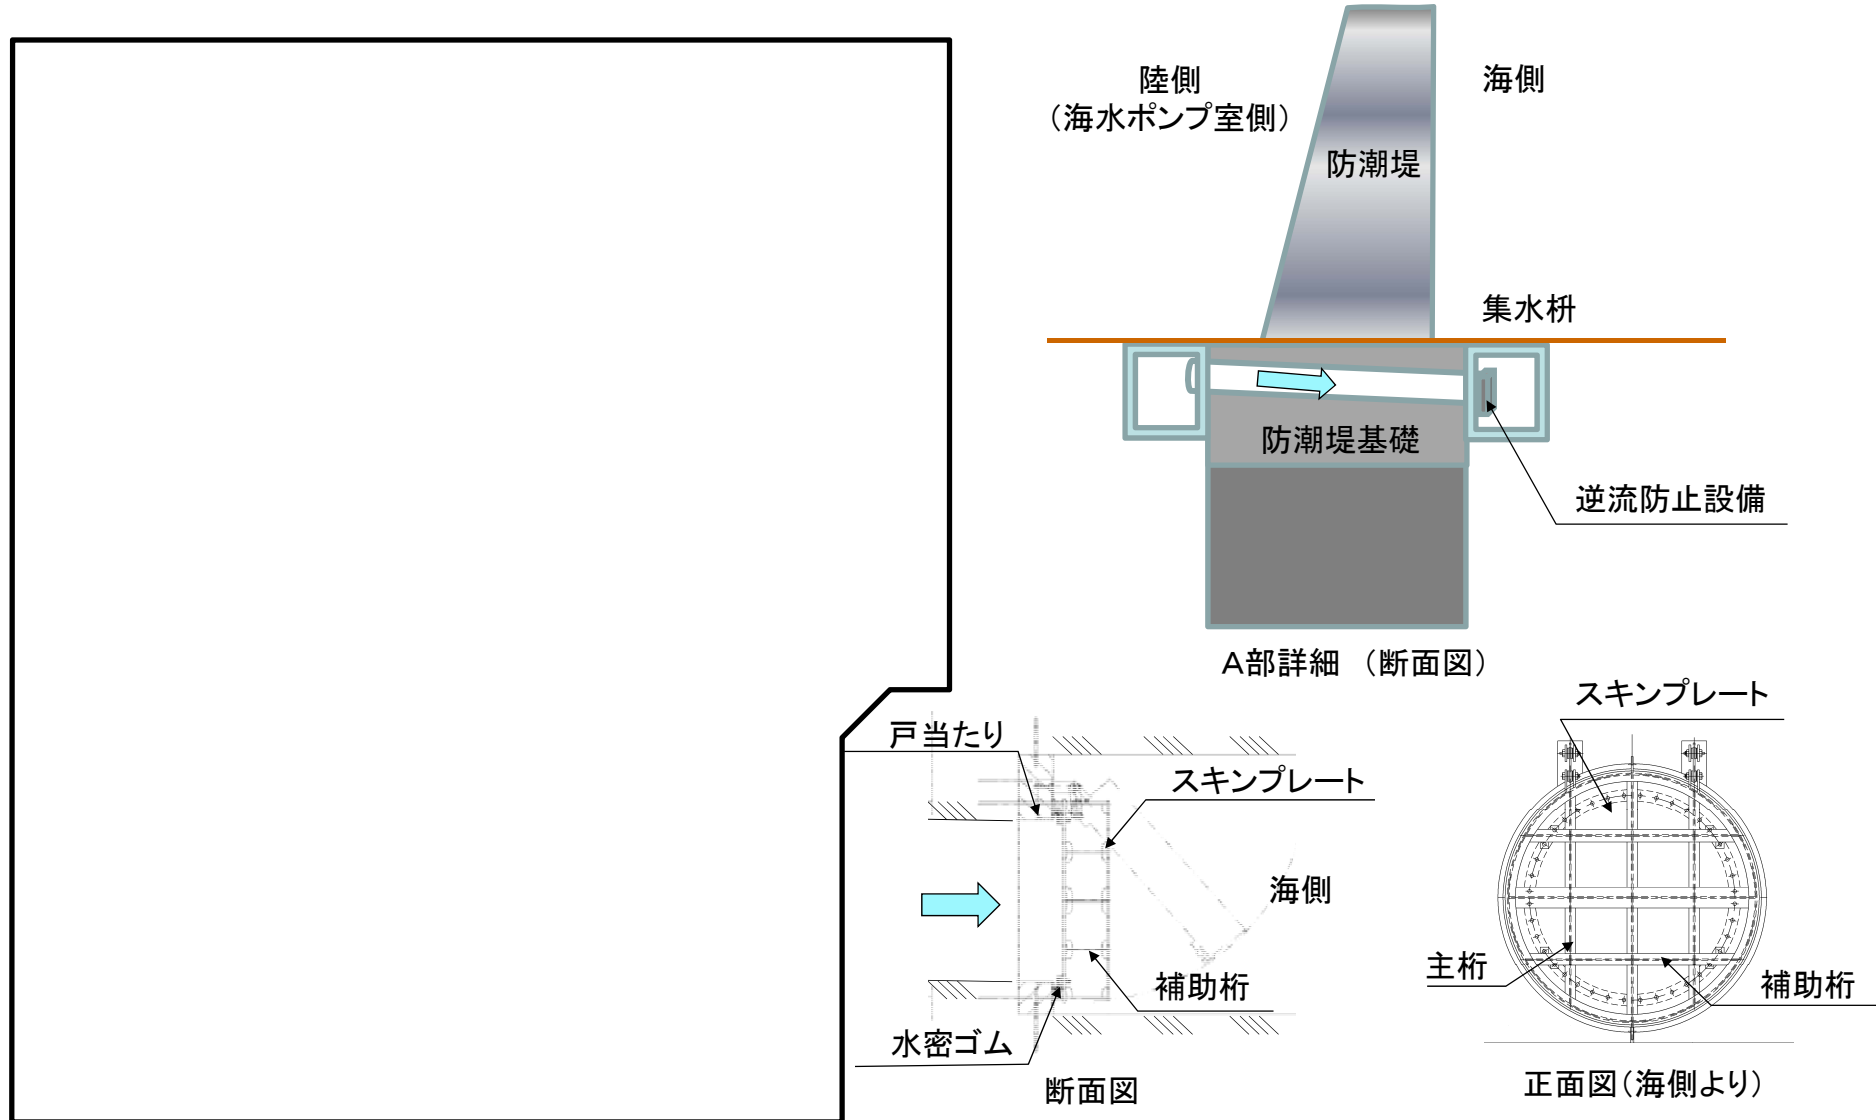 陸側
（海水ポンプ室側）
海側
防潮堤
集水枡
防潮堤基礎
逆流防止設備
A部詳細 （断面図）
戸当たり
スキンプレート
海側
補助桁
水密ゴム
断面図
スキンプレート
主桁
補助桁
正面図（海側より）